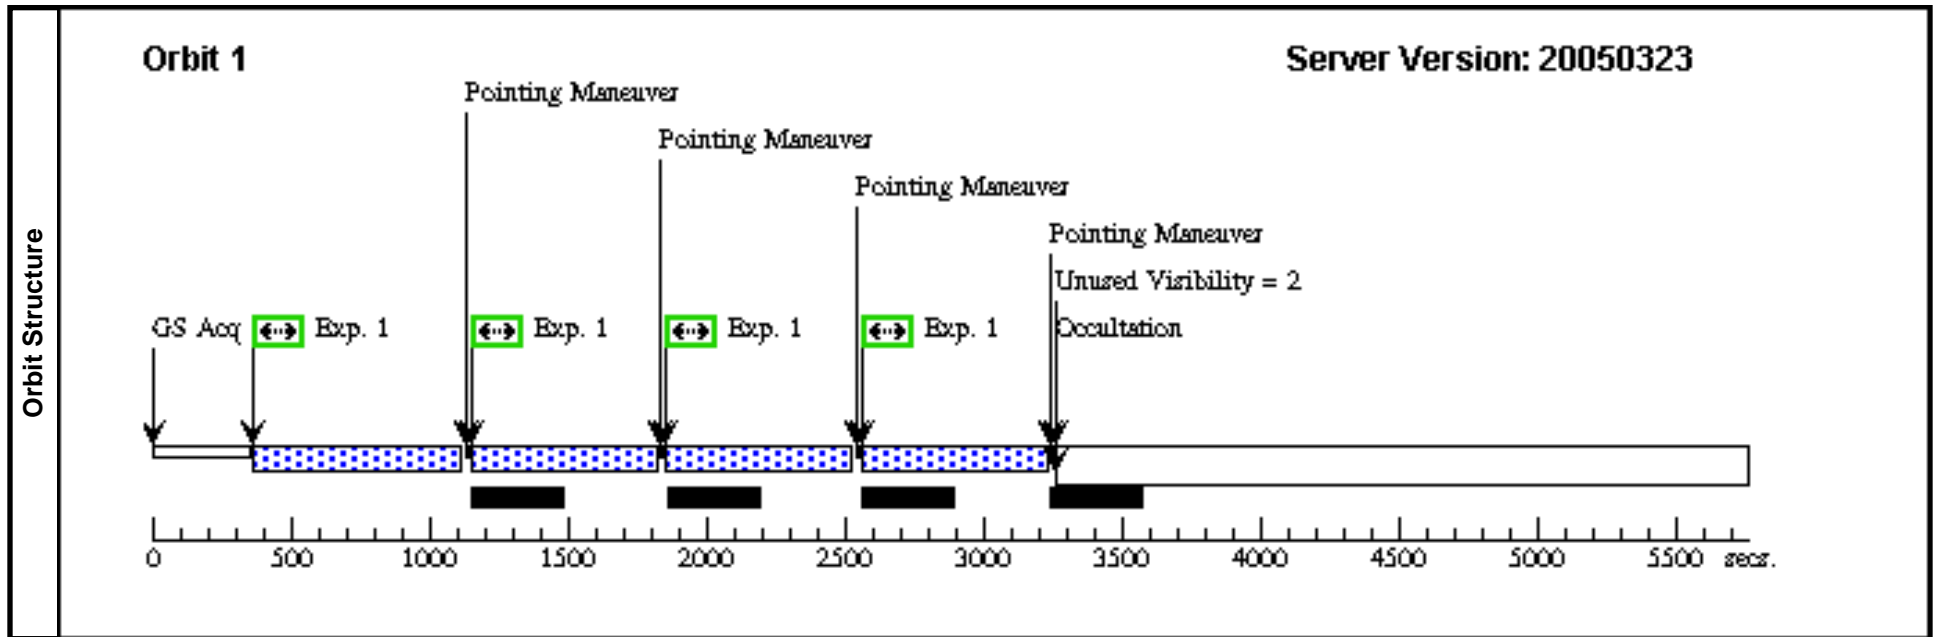 Orbit Structure
Orbit 1
Server Version: 20050323
Pointing Maneuver
Pointing Maneuver
Pointing Maneuver
Pointing Maneuver
Unused Visibility = 2
GS Acq
Exp. 1
Exp. 1
Exp. 1
Exp. 1
Occultation
0 500 1000 1500 2000 2500 3000 3500 4000 4500 5000 5500 secs.